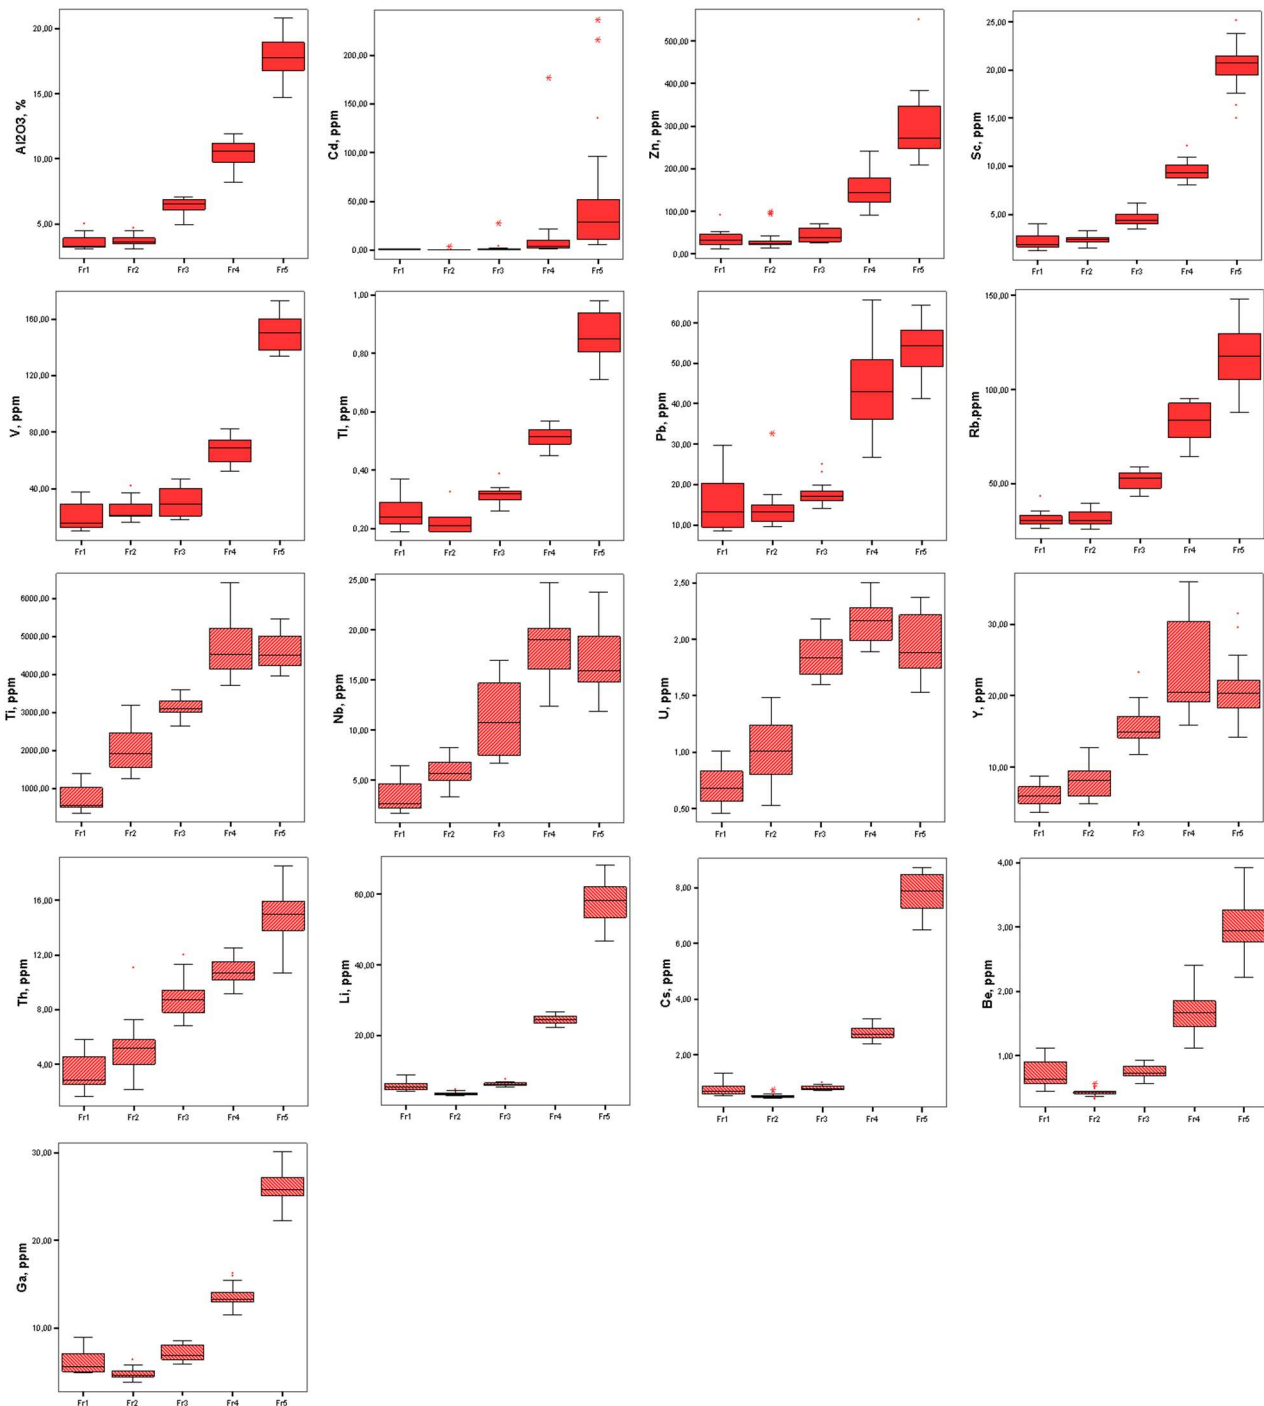 Al2O3, %
20,00
15,00
10,00
5,00
Fr1 Fr2 Fr3 Fr4 Fr5
Cd, ppm
200,00
150,00
100,00
50,00
0,00
Fr1 Fr2 Fr3 Fr4 Fr5
Zn, ppm
500,00
400,00
300,00
200,00
100,00
0,00
Fr1 Fr2 Fr3 Fr4 Fr5
Sc,ppm
25,00
20,00
15,00
10,00
5,00
Fr1 Fr2 Fr3 Fr4 Fr5
V, ppm
160,00
120,00
80,00
40,00
Fr1 Fr2 Fr3 Fr4 Fr5
Tl, ppm
1,00
0,80
0,60
0,40
0,20
Fr1 Fr2 Fr3 Fr4 Fr5
Pb, ppm
60,00
50,00
40,00
30,00
20,00
10,00
Fr1 Fr2 Fr3 Fr4 Fr5
Rb,ppm
150,00
100,00
50,00
Fr1 Fr2 Fr3 Fr4 Fr5
Ti, ppm
6000,00
5000,00
4000,00
3000,00
2000,00
1000,00
Fr1 Fr2 Fr3 Fr4 Fr5
Nb, ppm
25,00
20,00
15,00
10,00
5,00
Fr1 Fr2 Fr3 Fr4 Fr5
U, ppm
2,50
2,00
1,50
1,00
0,50
Fr1 Fr2 Fr3 Fr4 Fr5
Y, ppm
30,00
20,00
10,00
Fr1 Fr2 Fr3 Fr4 Fr5
Th, ppm
16,00
12,00
8,00
4,00
Fr1 Fr2 Fr3 Fr4 Fr5
Li, ppm
60,00
40,00
20,00
Fr1 Fr2 Fr3 Fr4 Fr5
Cs, ppm
8,00
6,00
4,00
2,00
Fr1 Fr2 Fr3 Fr4 Fr5
Be, ppm
4,00
3,00
2,00
1,00
Fr1 Fr2 Fr3 Fr4 Fr5
Ga, ppm
30,00
20,00
10,00
Fr1 Fr2 Fr3 Fr4 Fr5